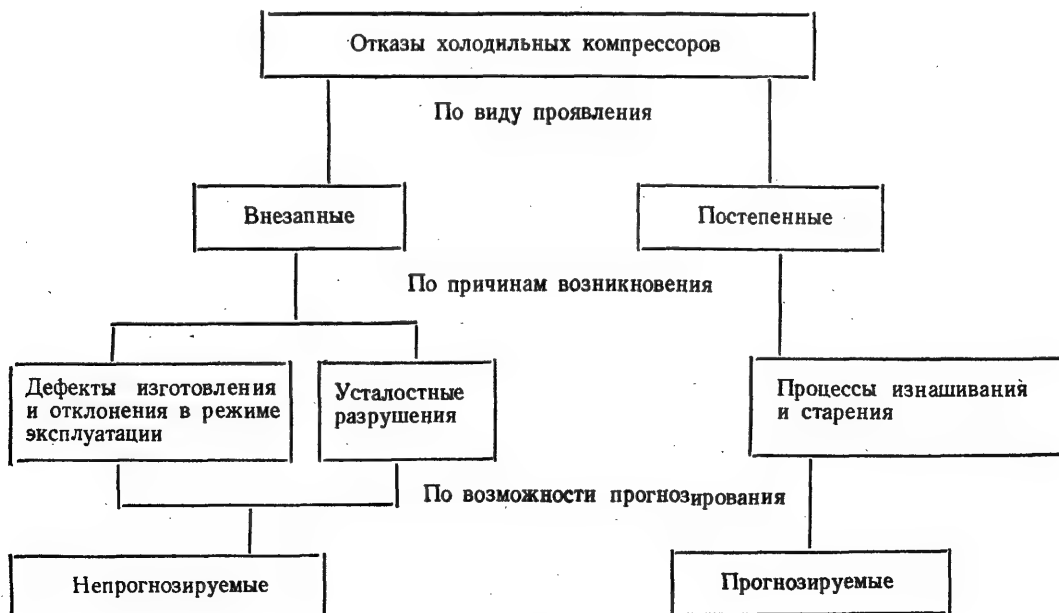 Отказы холодильных компрессоров
По виду проявления
Внезапные
Постепенные
По причинам возникновения
Дефекты изготовления
и отклонения в режиме
эксплуатации
Усталостные
разрушения
Процессы изнашивания
и старения
По возможности прогнозирования
Непрогнозируемые
Прогнозируемые